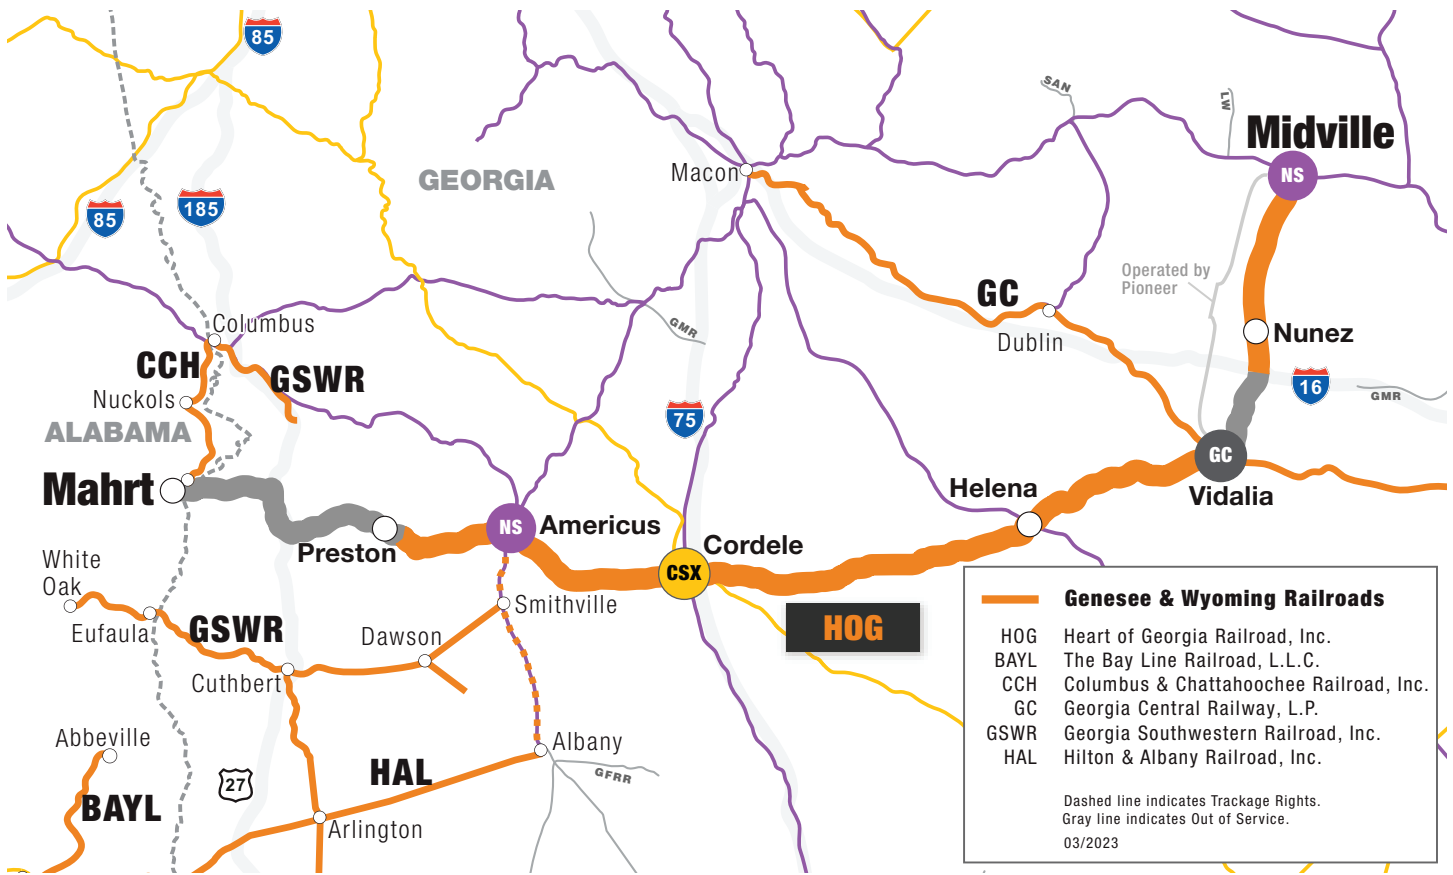 85
SAN
LW
Midville
NS
Macon
GEORGIA
185
85
Operated by
Pioneer
GC
Columbus
GMR
Dublin
Nunez
CCH
GSWR
Nuckols
16
GMR
ALABAMA
75
GC
Mahrt
Helena
Vidalia
NS
Americus
Preston
Cordele
CSX
White
Oak
Smithville
Eufaula
GSWR
Dawson
HOG
Cuthbert
Abbeville
Albany
HAL
GFRR
27
BAYL
Arlington
Genesee & Wyoming Railroads
HOG Heart of Georgia Railroad, Inc.
BAYL The Bay Line Railroad, L.L.C.
CCH Columbus & Chattahoochee Railroad, Inc.
GC Georgia Central Railway, L.P.
GSWR Georgia Southwestern Railroad, Inc.
HAL Hilton & Albany Railroad, Inc.
Dashed line indicates Trackage Rights.
Gray line indicates Out of Service.
03/2023